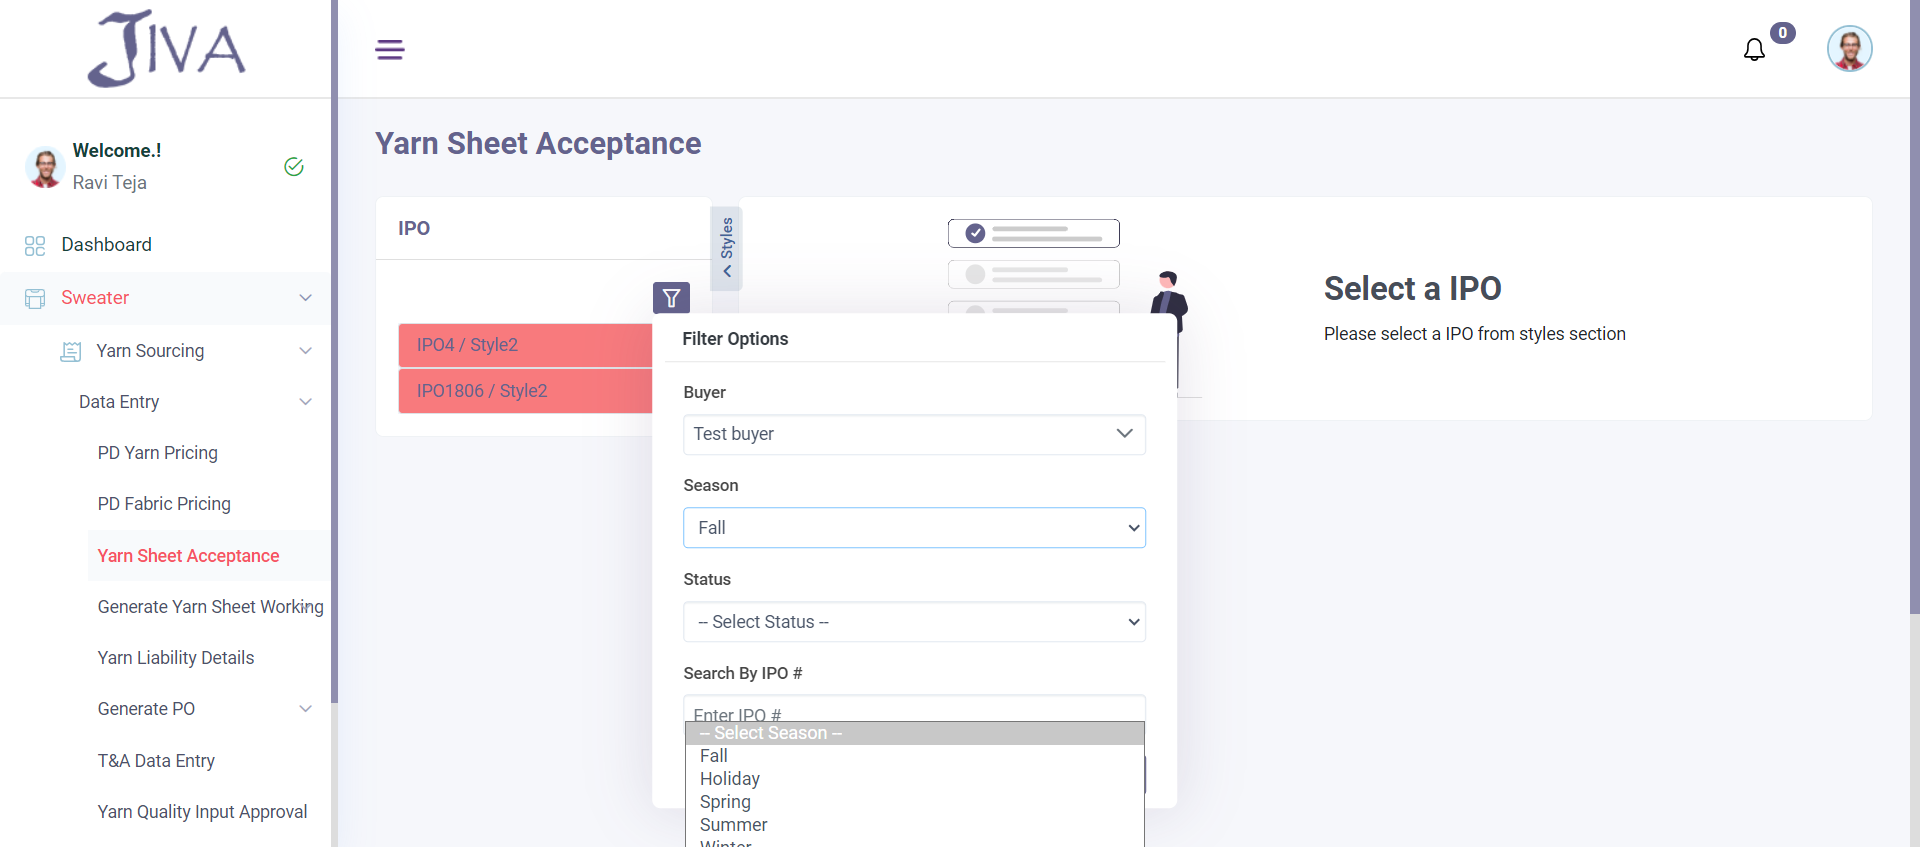 JIVA
0
Welcome.!
Ravi Teja
Dashboard
Sweater
Yarn Sourcing
Data Entry
PD Yarn Pricing
PD Fabric Pricing
Yarn Sheet Acceptance
Generate Yarn Sheet Working
Yarn Liability Details
Generate PO
T&A Data Entry
Yarn Quality Input Approval
Yarn Sheet Acceptance
IPO
Styles
IPO4 / Style2
IPO1806 / Style2
Select a IPO
Please select a IPO from styles section
Filter Options
Buyer
Test buyer
Season
Fall
Status
-- Select Status --
Search By IPO #
Enter IPO #
-- Select Season --
Fall
Holiday
Spring
Summer
Winter